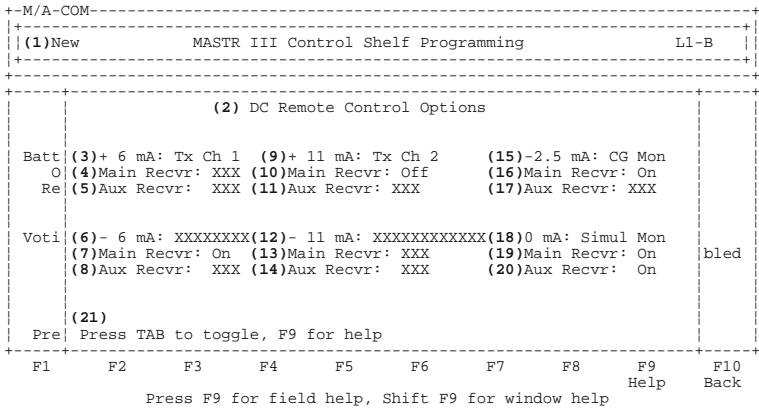 M/A-COM
(1)New MASTR III Control Shelf Programming L1-B
(2) DC Remote Control Options
Batt (3)+ 6 mA: Tx Ch 1 (9)+ 11 mA: Tx Ch 2 (15)-2.5 mA: CG Mon
O (4)Main Recvr: XXX (10)Main Recvr: Off (16)Main Recvr: On
Re (5)Aux Recvr: XXX (11)Aux Recvr: XXX (17)Aux Recvr: XXX
Voti (6)- 6 mA: XXXXXXXX(12)- 11 mA: XXXXXXXXXXXX(18)0 mA: Simul Mon
(7)Main Recvr: On (13)Main Recvr: XXX (19)Main Recvr: On bled
(8)Aux Recvr: XXX (14)Aux Recvr: XXX (20)Aux Recvr: On
(21)
Pre Press TAB to toggle, F9 for help
F1 F2 F3 F4 F5 F6 F7 F8 F9 F10
Help Back
Press F9 for field help, Shift F9 for window help